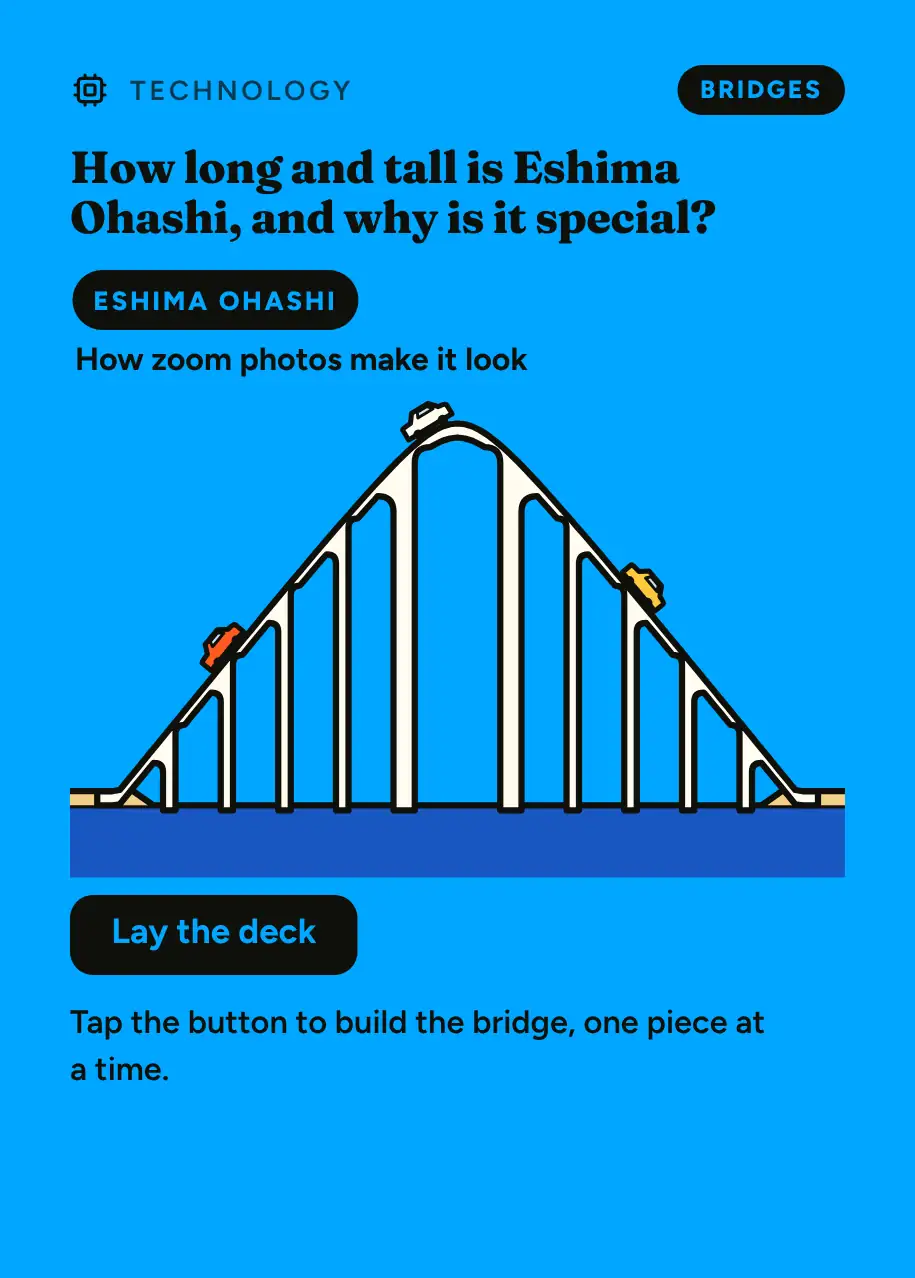 TECHNOLOGY
BRIDGES
How long and tall is Eshima
Ohashi, and why is it special?
ESHIMA OHASHI
How zoom photos make it look
Lay the deck
Tap the button to build the bridge, one piece at
a time.